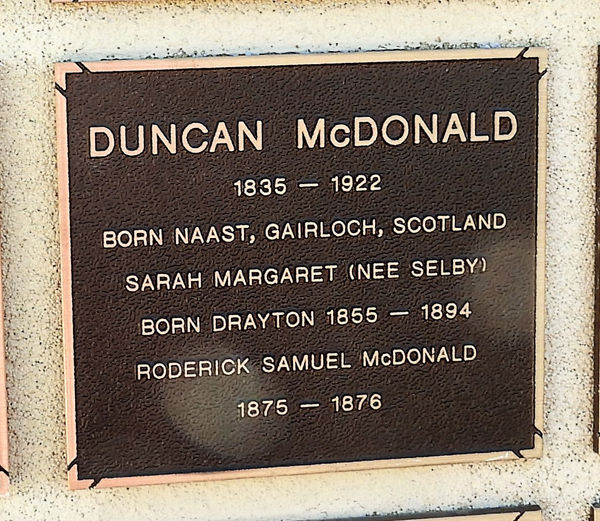 DUNCAN McDONALD
1835 — 1922
BORN NAAST, GAIRLOCH, SCOTLAND
SARAH MARGARET (NEE SELBY)
BORN DRAYTON 1855 — 1894
RODERICK SAMUEL McDONALD
1875 — 1876